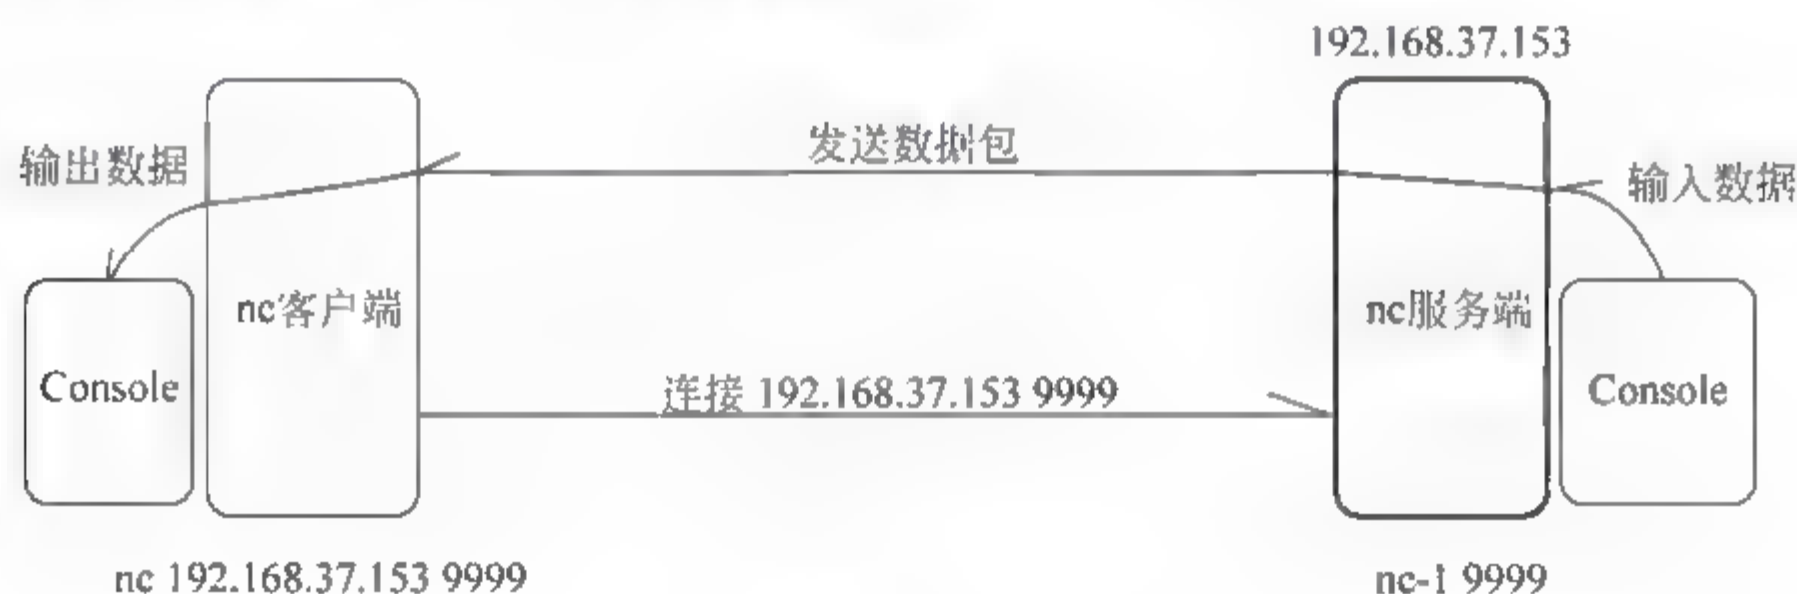 192.168.37.153
发送数据包
输出数据
输入数据
nc客户端
nc服务端
Console
连接 192.168.37.153 9999
Console
nc 192.168.37.153 9999
nc-1 9999